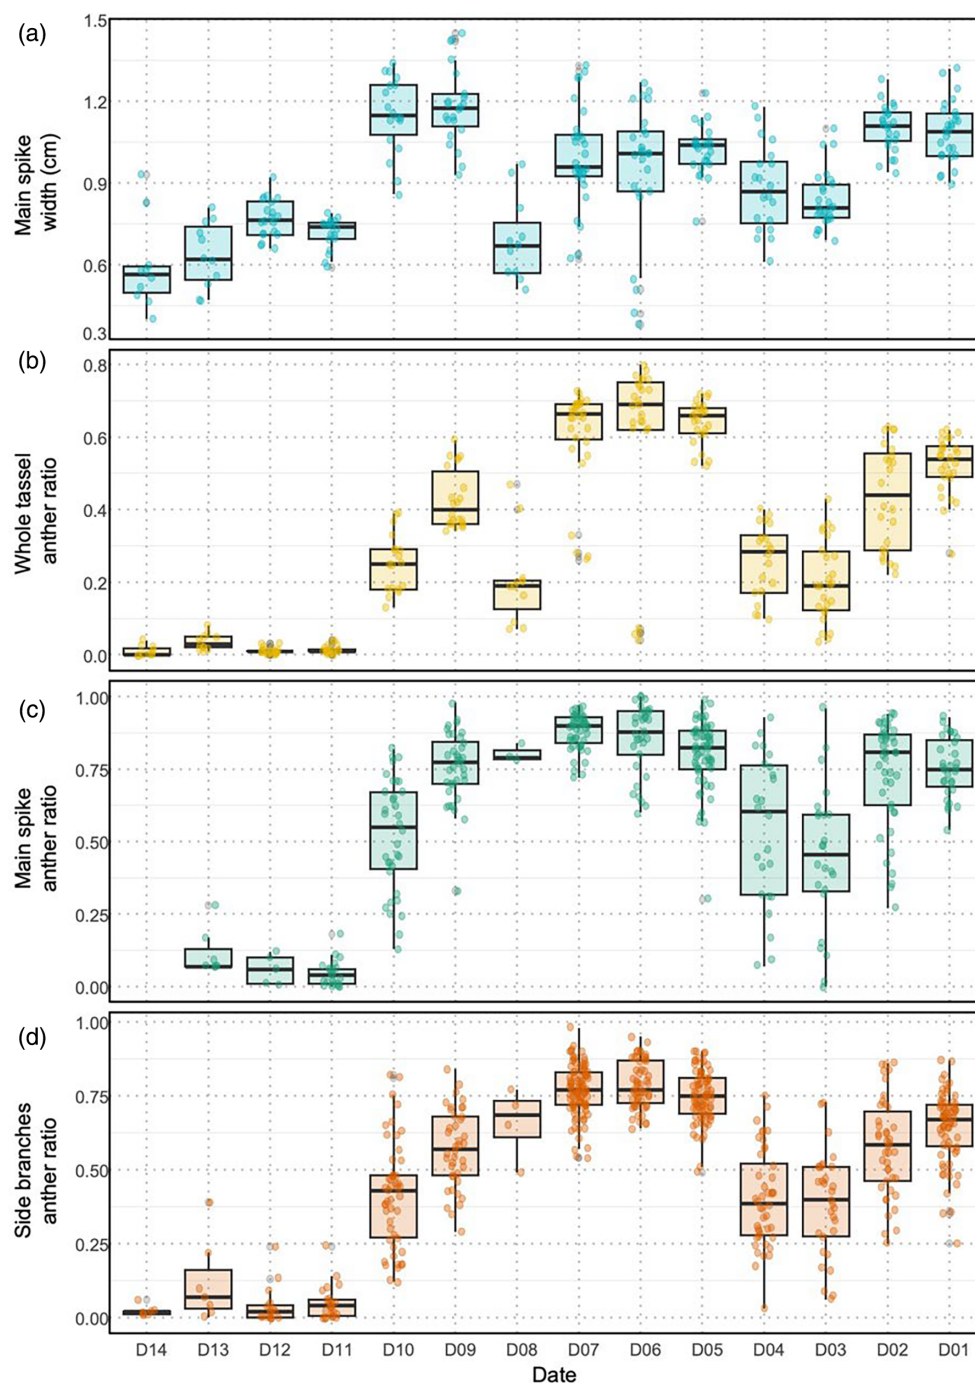 (a)
Main spike
width (cm)
1.5
1.2
0.9
0.6
0.3
(b)
Whole tassel
anther ratio
0.8
0.6
0.4
0.2
0.0
(c)
Main spike
anther ratio
1.00
0.75
0.50
0.25
0.00
(d)
Side branches
anther ratio
1.00
0.75
0.50
0.25
0.00
D14 D13 D12 D11 D10 D09 D08 D07 D06 D05 D04 D03 D02 D01
Date